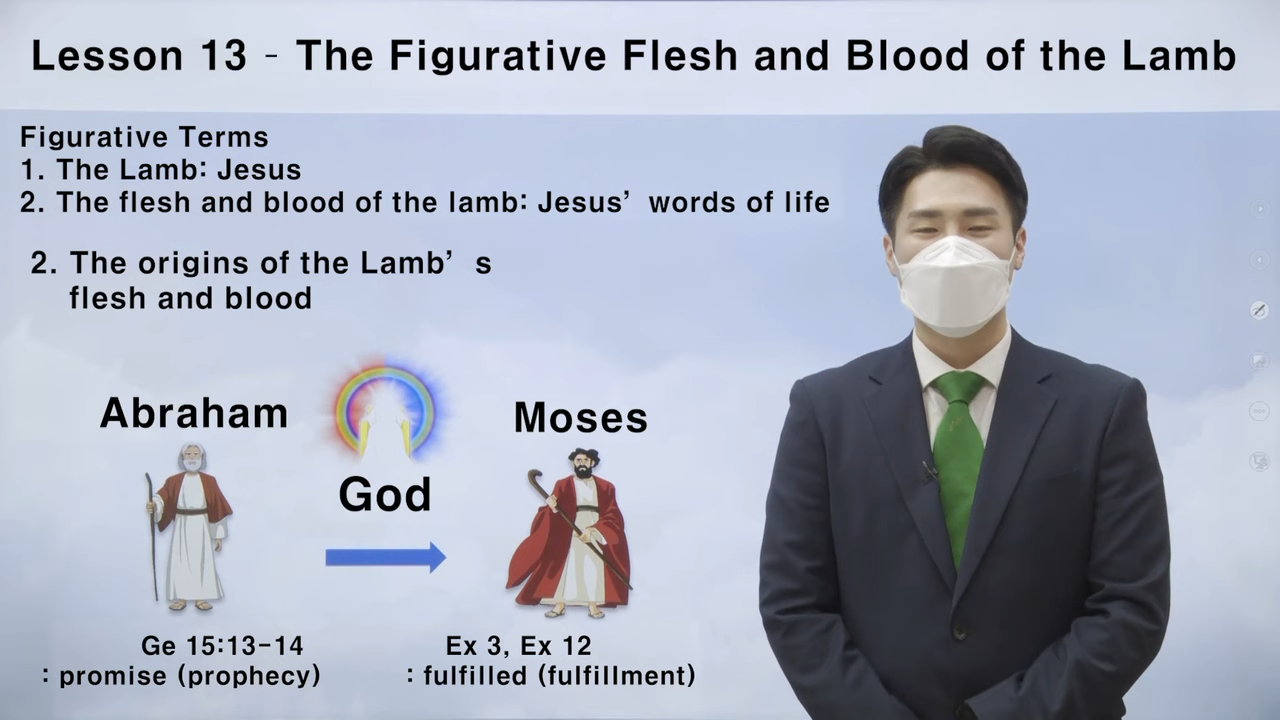 Lesson 13 - The Figurative Flesh and Blood of the Lamb
Figurative Terms
1. The Lamb: Jesus
2. The flesh and blood of the lamb: Jesus’ words of life
2. The origins of the Lamb’s
flesh and blood
Abraham
God
Moses
Ge 15:13-14
: promise (prophecy)
Ex 3, Ex 12
: fulfilled (fulfillment)